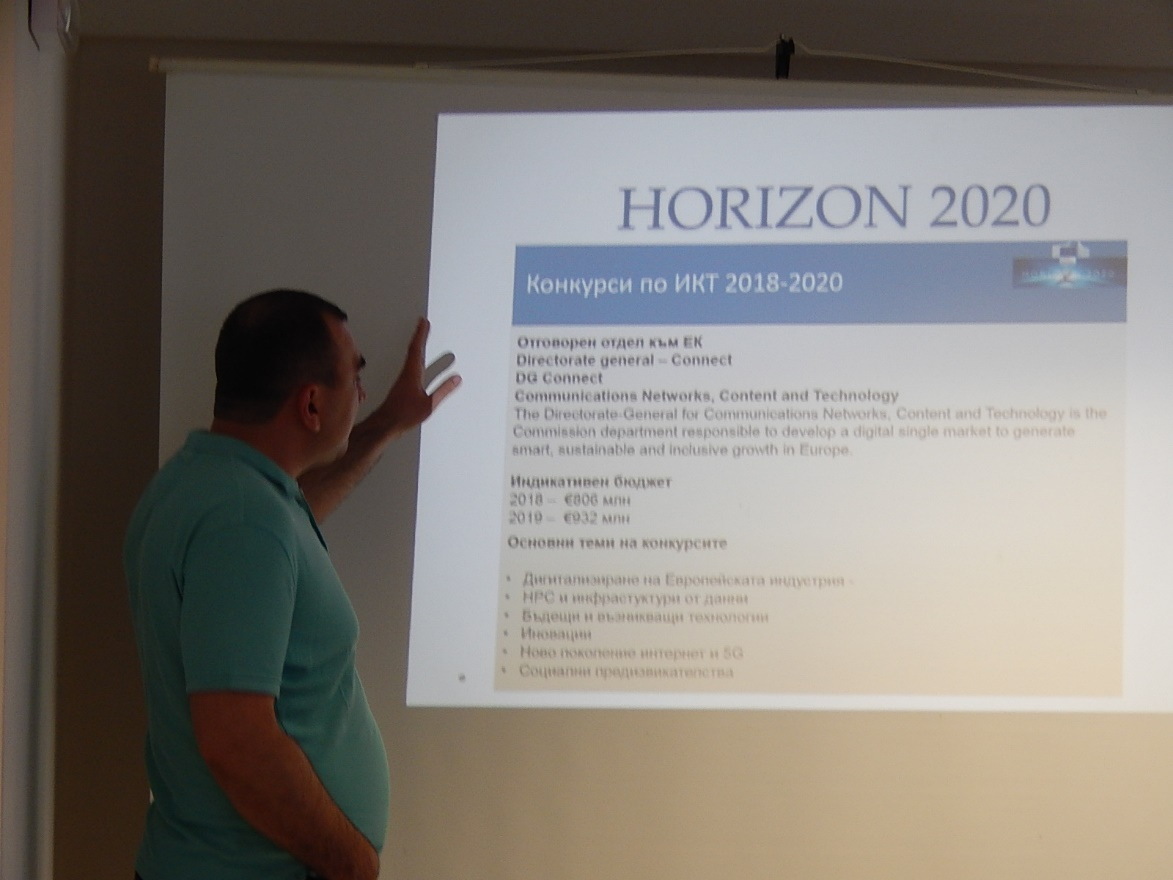 HORIZON 2020
Конкурси по ИКТ 2018-2020
HORIZON 2020
Отговорен отдел към ЕК
Directorate general – Connect
DG Connect
Communications Networks, Content and Technology
The Directorate-General for Communications Networks, Content and Technology is the
Commission department responsible to develop a digital single market to generate
smart, sustainable and inclusive growth in Europe.
Индикативен бюджет
2018 – €806 млн
2019 – €932 млн
Основни теми на конкурсите
• Дигитализиране на Европейската индустрия -
• HPC и инфрастуктури от данни
• Бъдещи и възникващи технологии
• Иновации
• Ново поколение интернет и 5G
• Социални предизвикателства